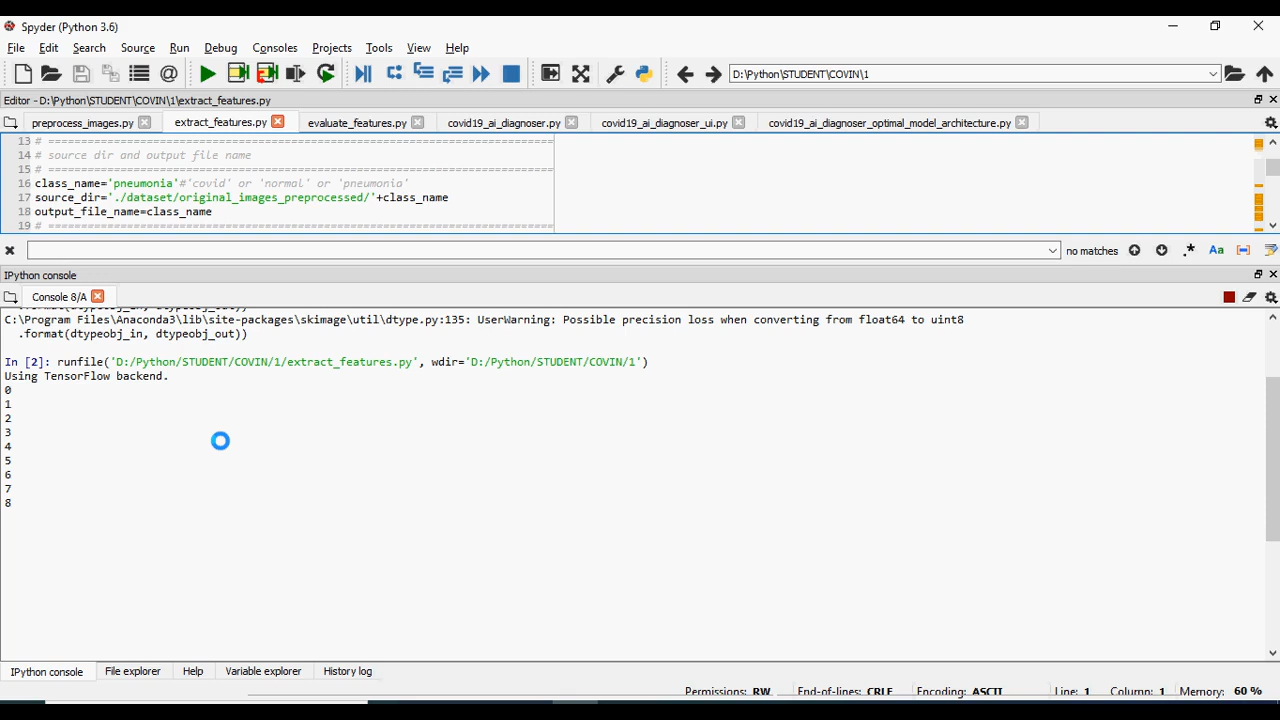 Spyder (Python 3.6)
File Edit Search Source Run Debug Consoles Projects Tools View Help
D:\Python\STUDENT\COVIN\1
Editor - D:\Python\STUDENT\COVIN\1\extract_features.py
preprocess_images.py extract_features.py evaluate_features.py covid19_ai_diagnoser.py covid19_ai_diagnoser_ui.py covid19_ai_diagnoser_optimal_model_architecture.py
13 # =========================================================================
14 # source dir and output file name
15 # =========================================================================
16 class_name='pneumonia'#'covid' or 'normal' or 'pneumonia'
17 source_dir='./dataset/original_images_preprocessed/'+class_name
18 output_file_name=class_name
19 # =========================================================================
no matches .* Aa
IPython console
Console 8/A
.format(dtypeobj_in, dtypeobj_out))
C:\Program Files\Anaconda3\lib\site-packages\skimage\util\dtype.py:135: UserWarning: Possible precision loss when converting from float64 to uint8
.format(dtypeobj_in, dtypeobj_out))
In [2]: runfile('D:/Python/STUDENT/COVIN/1/extract_features.py', wdir='D:/Python/STUDENT/COVIN/1')
Using TensorFlow backend.
0
1
2
3
4
5
6
7
8
IPython console File explorer Help Variable explorer History log
Permissions: RW End-of-lines: CRLF Encoding: ASCII Line: 1 Column: 1 Memory: 60 %